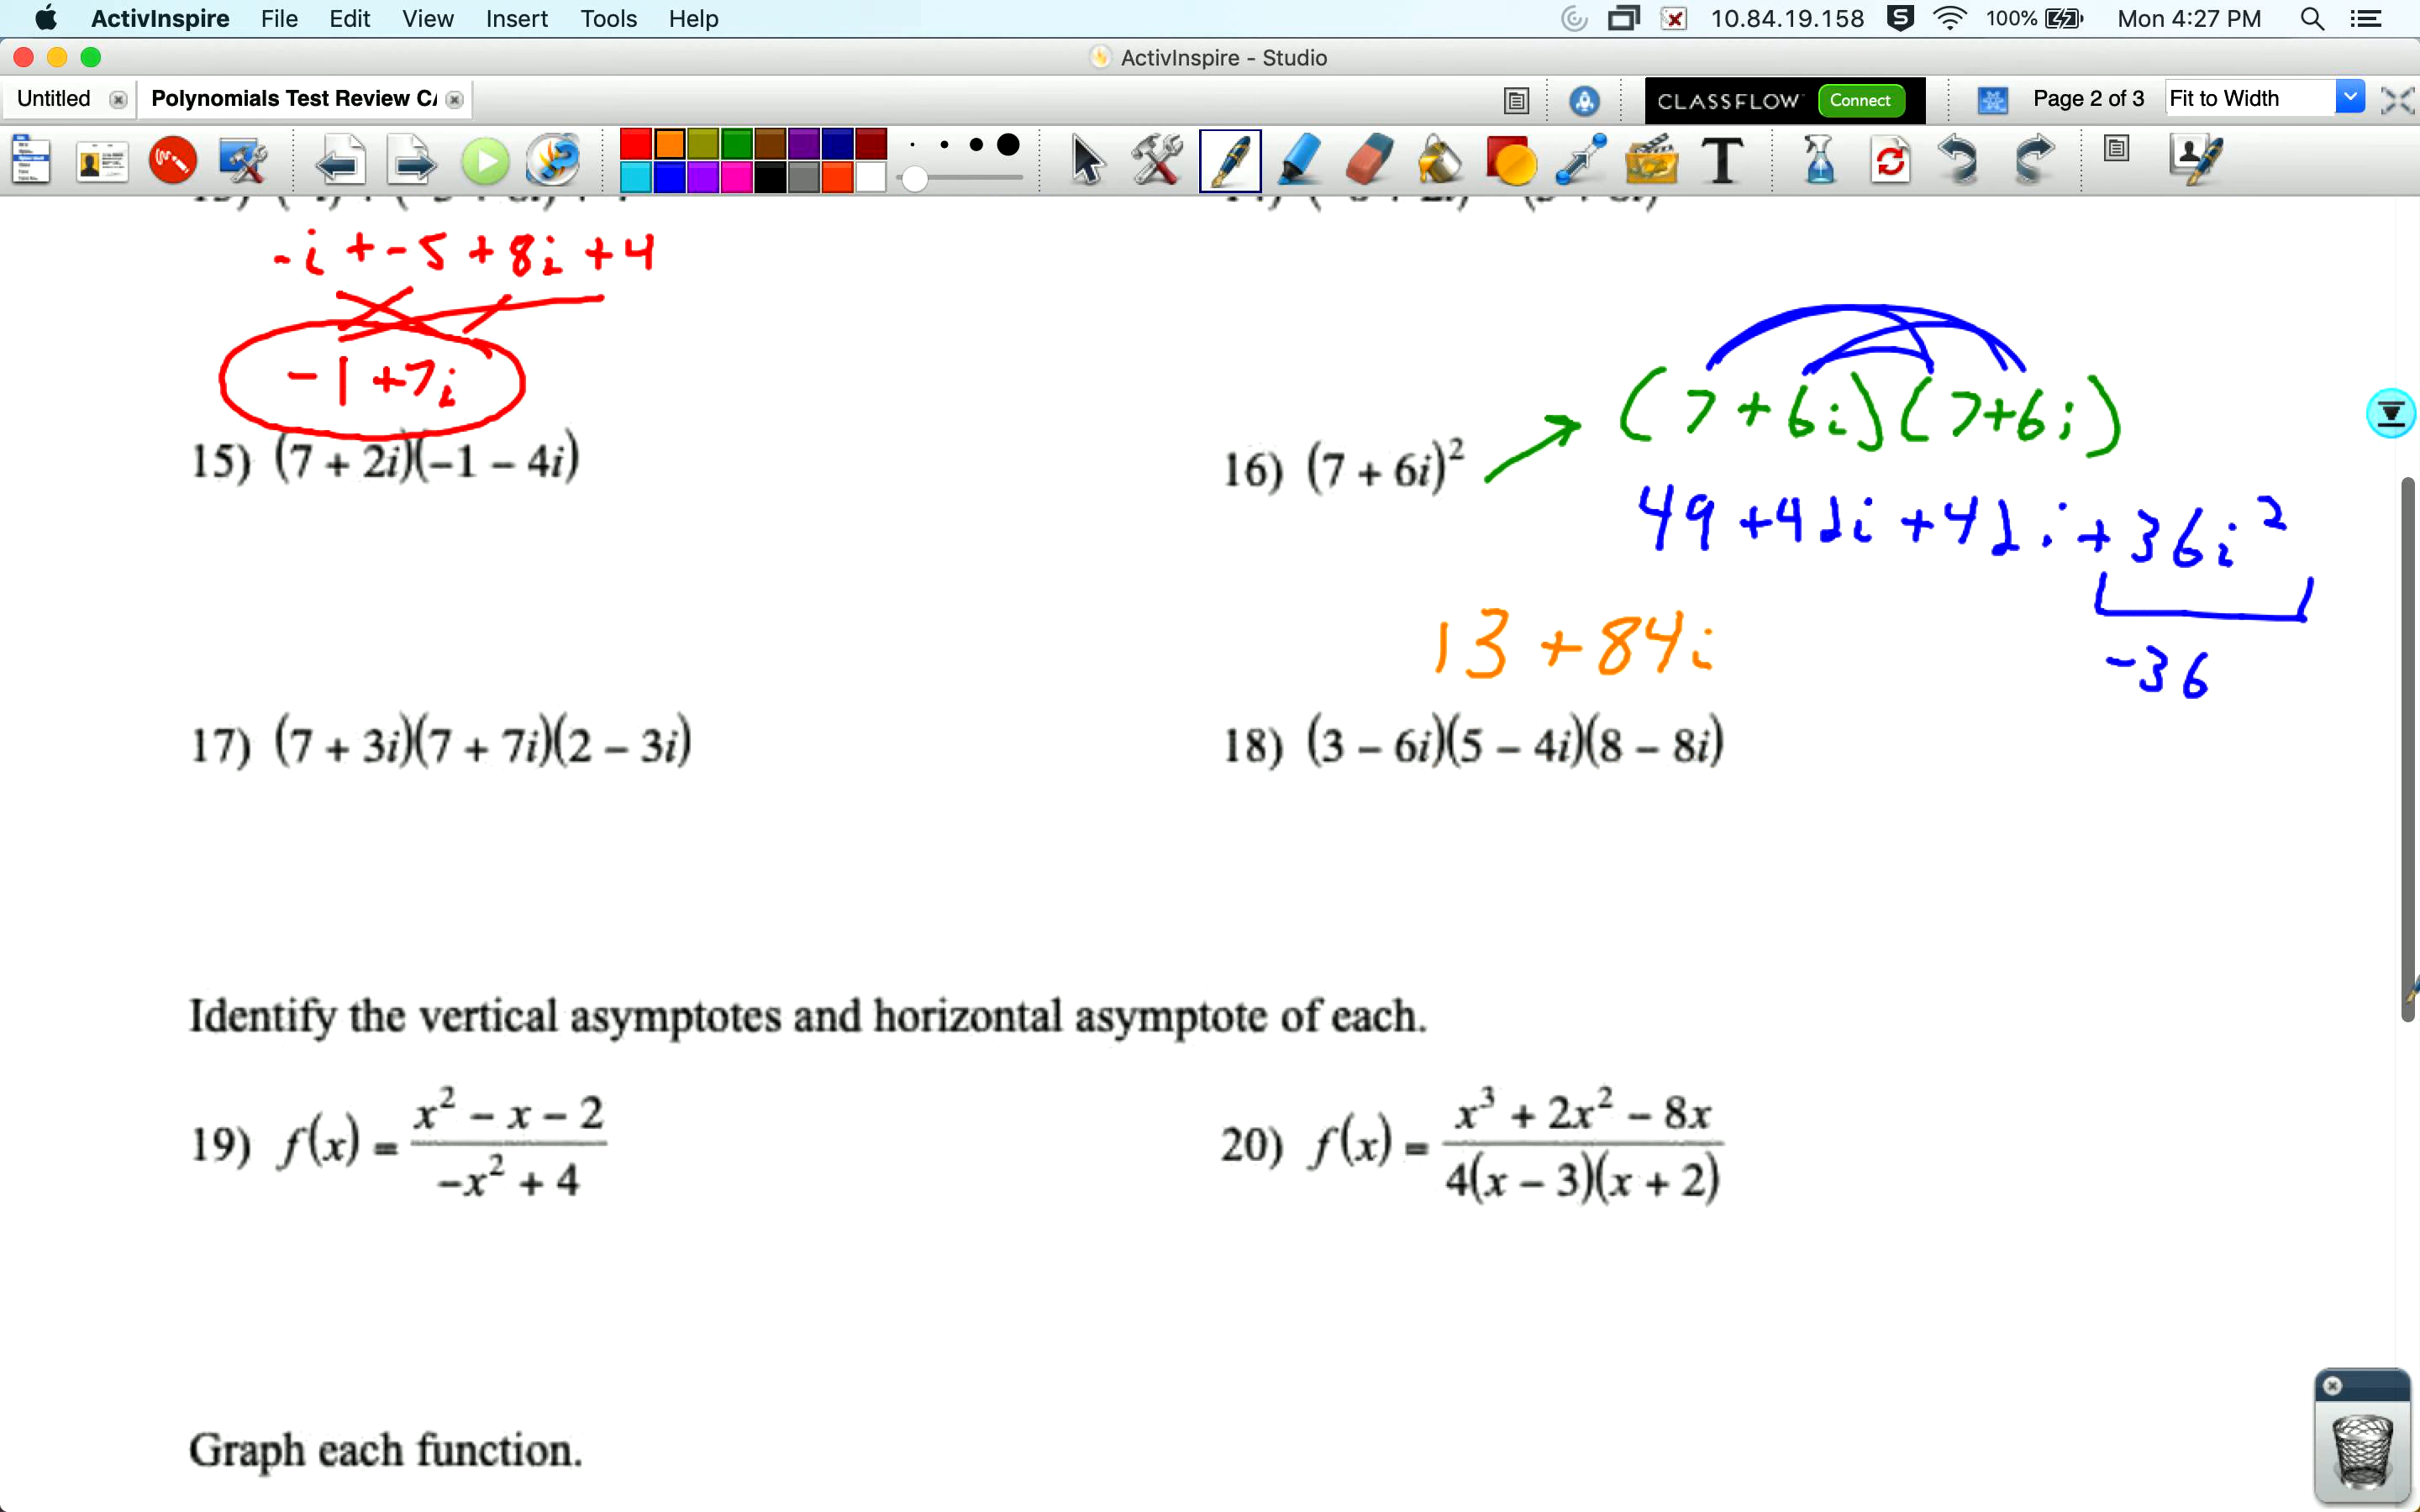 ActivInspire File Edit View Insert Tools Help 10.84.19.158 100% Mon 4:27 PM
ActivInspire - Studio
Untitled Polynomials Test Review CA CLASSFLOW Connect Page 2 of 3 Fit to Width
-i + -5 + 8i + 4
-1 + 7i
(7 + 6i)(7 + 6i)
15) (7 + 2i)(−1 − 4i) 16) (7 + 6i)²
49 + 42i + 42i + 36i²
13 + 84i
-36
17) (7 + 3i)(7 + 7i)(2 − 3i) 18) (3 − 6i)(5 − 4i)(8 − 8i)
Identify the vertical asymptotes and horizontal asymptote of each.
19) f(x) = (x² − x − 2)/(−x² + 4) 20) f(x) = (x³ + 2x² − 8x)/(4(x − 3)(x + 2))
Graph each function.